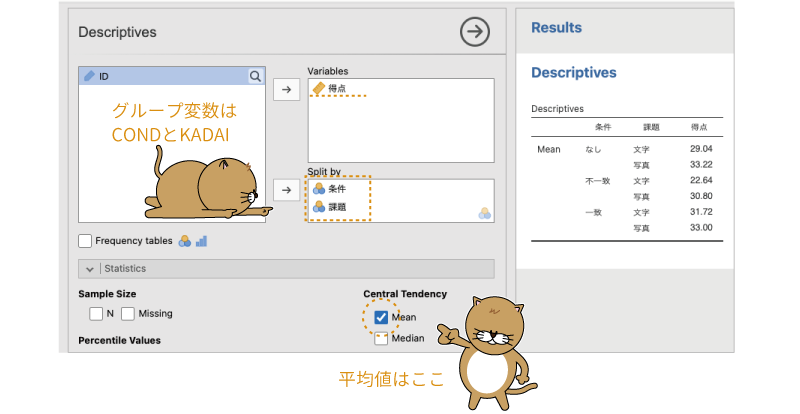 Descriptives
ID
グループ変数は
CONDとKADAI
Variables
得点
Split by
条件
課題
Frequency tables
Statistics
Sample Size
N
Missing
Percentile Values
Central Tendency
Mean
Median
平均値はここ
Results
Descriptives
Descriptives
条件 課題 得点
Mean なし 文字 29.04
写真 33.22
不一致 文字 22.64
写真 30.80
一致 文字 31.72
写真 33.00